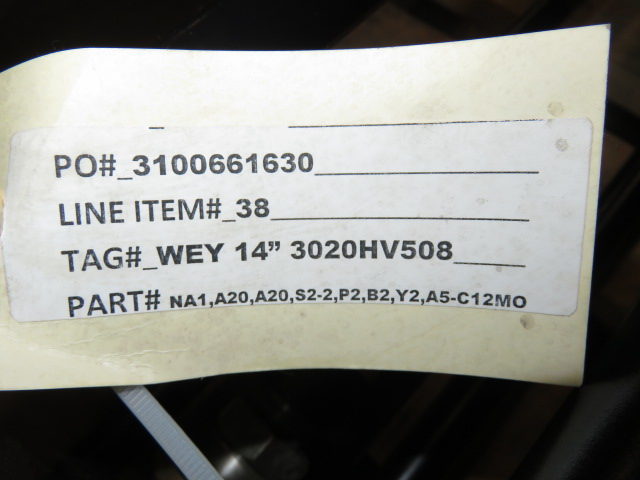 PO#_3100661630
LINE ITEM#_38
TAG#_WEY 14” 3020HV508
PART# NA1,A20,A20,S2-2,P2,B2,Y2,A5-C12MO